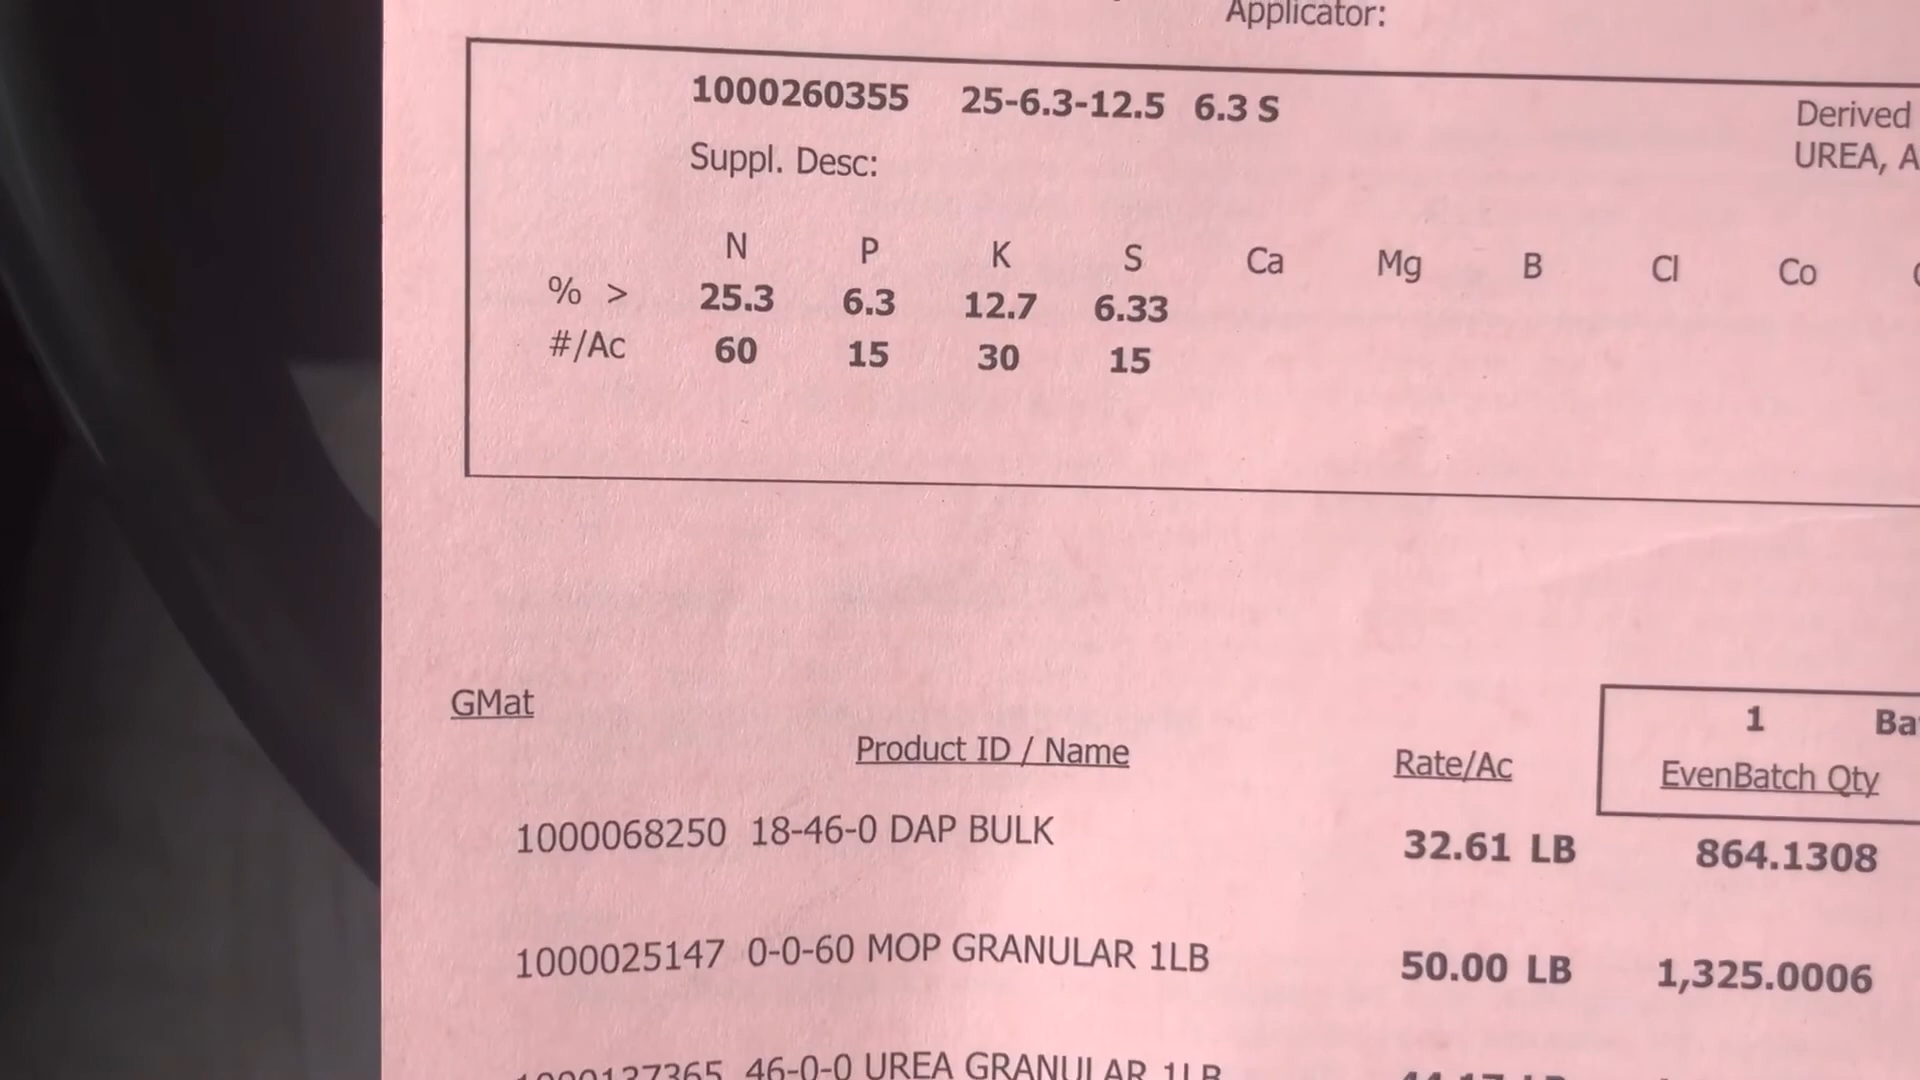 Applicator:
1000260355 25-6.3-12.5 6.3 S
Derived
Suppl. Desc:
UREA, A
N P K S Ca Mg B Cl Co
% > 25.3 6.3 12.7 6.33
#/Ac 60 15 30 15
GMat
Product ID / Name Rate/Ac
1
EvenBatch Qty
1000068250 18-46-0 DAP BULK 32.61 LB 864.1308
1000025147 0-0-60 MOP GRANULAR 1LB 50.00 LB 1,325.0006
46-0-0 UREA GRANULAR 1LB